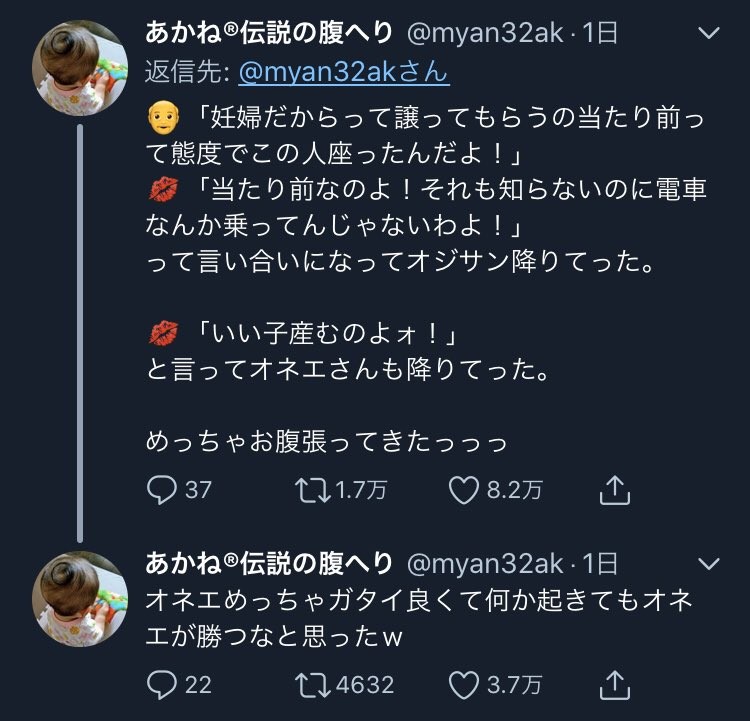 あかね®伝説の腹へり @myan32ak · 1日
返信先: @myan32akさん
👴「妊婦だからって譲ってもらうの当たり前っ
て態度でこの人座ったんだよ！」
💋「当たり前なのよ！それも知らないのに電車
なんか乗ってんじゃないわよ！」
って言い合いになってオジサン降りてった。
💋「いい子産むのよォ！」
と言ってオネエさんも降りてった。
めっちゃお腹張ってきたっっっ
37 1.7万 8.2万
あかね®伝説の腹へり @myan32ak · 1日
オネエめっちゃガタイ良くて何か起きてもオネ
エが勝つなと思ったw
22 4632 3.7万